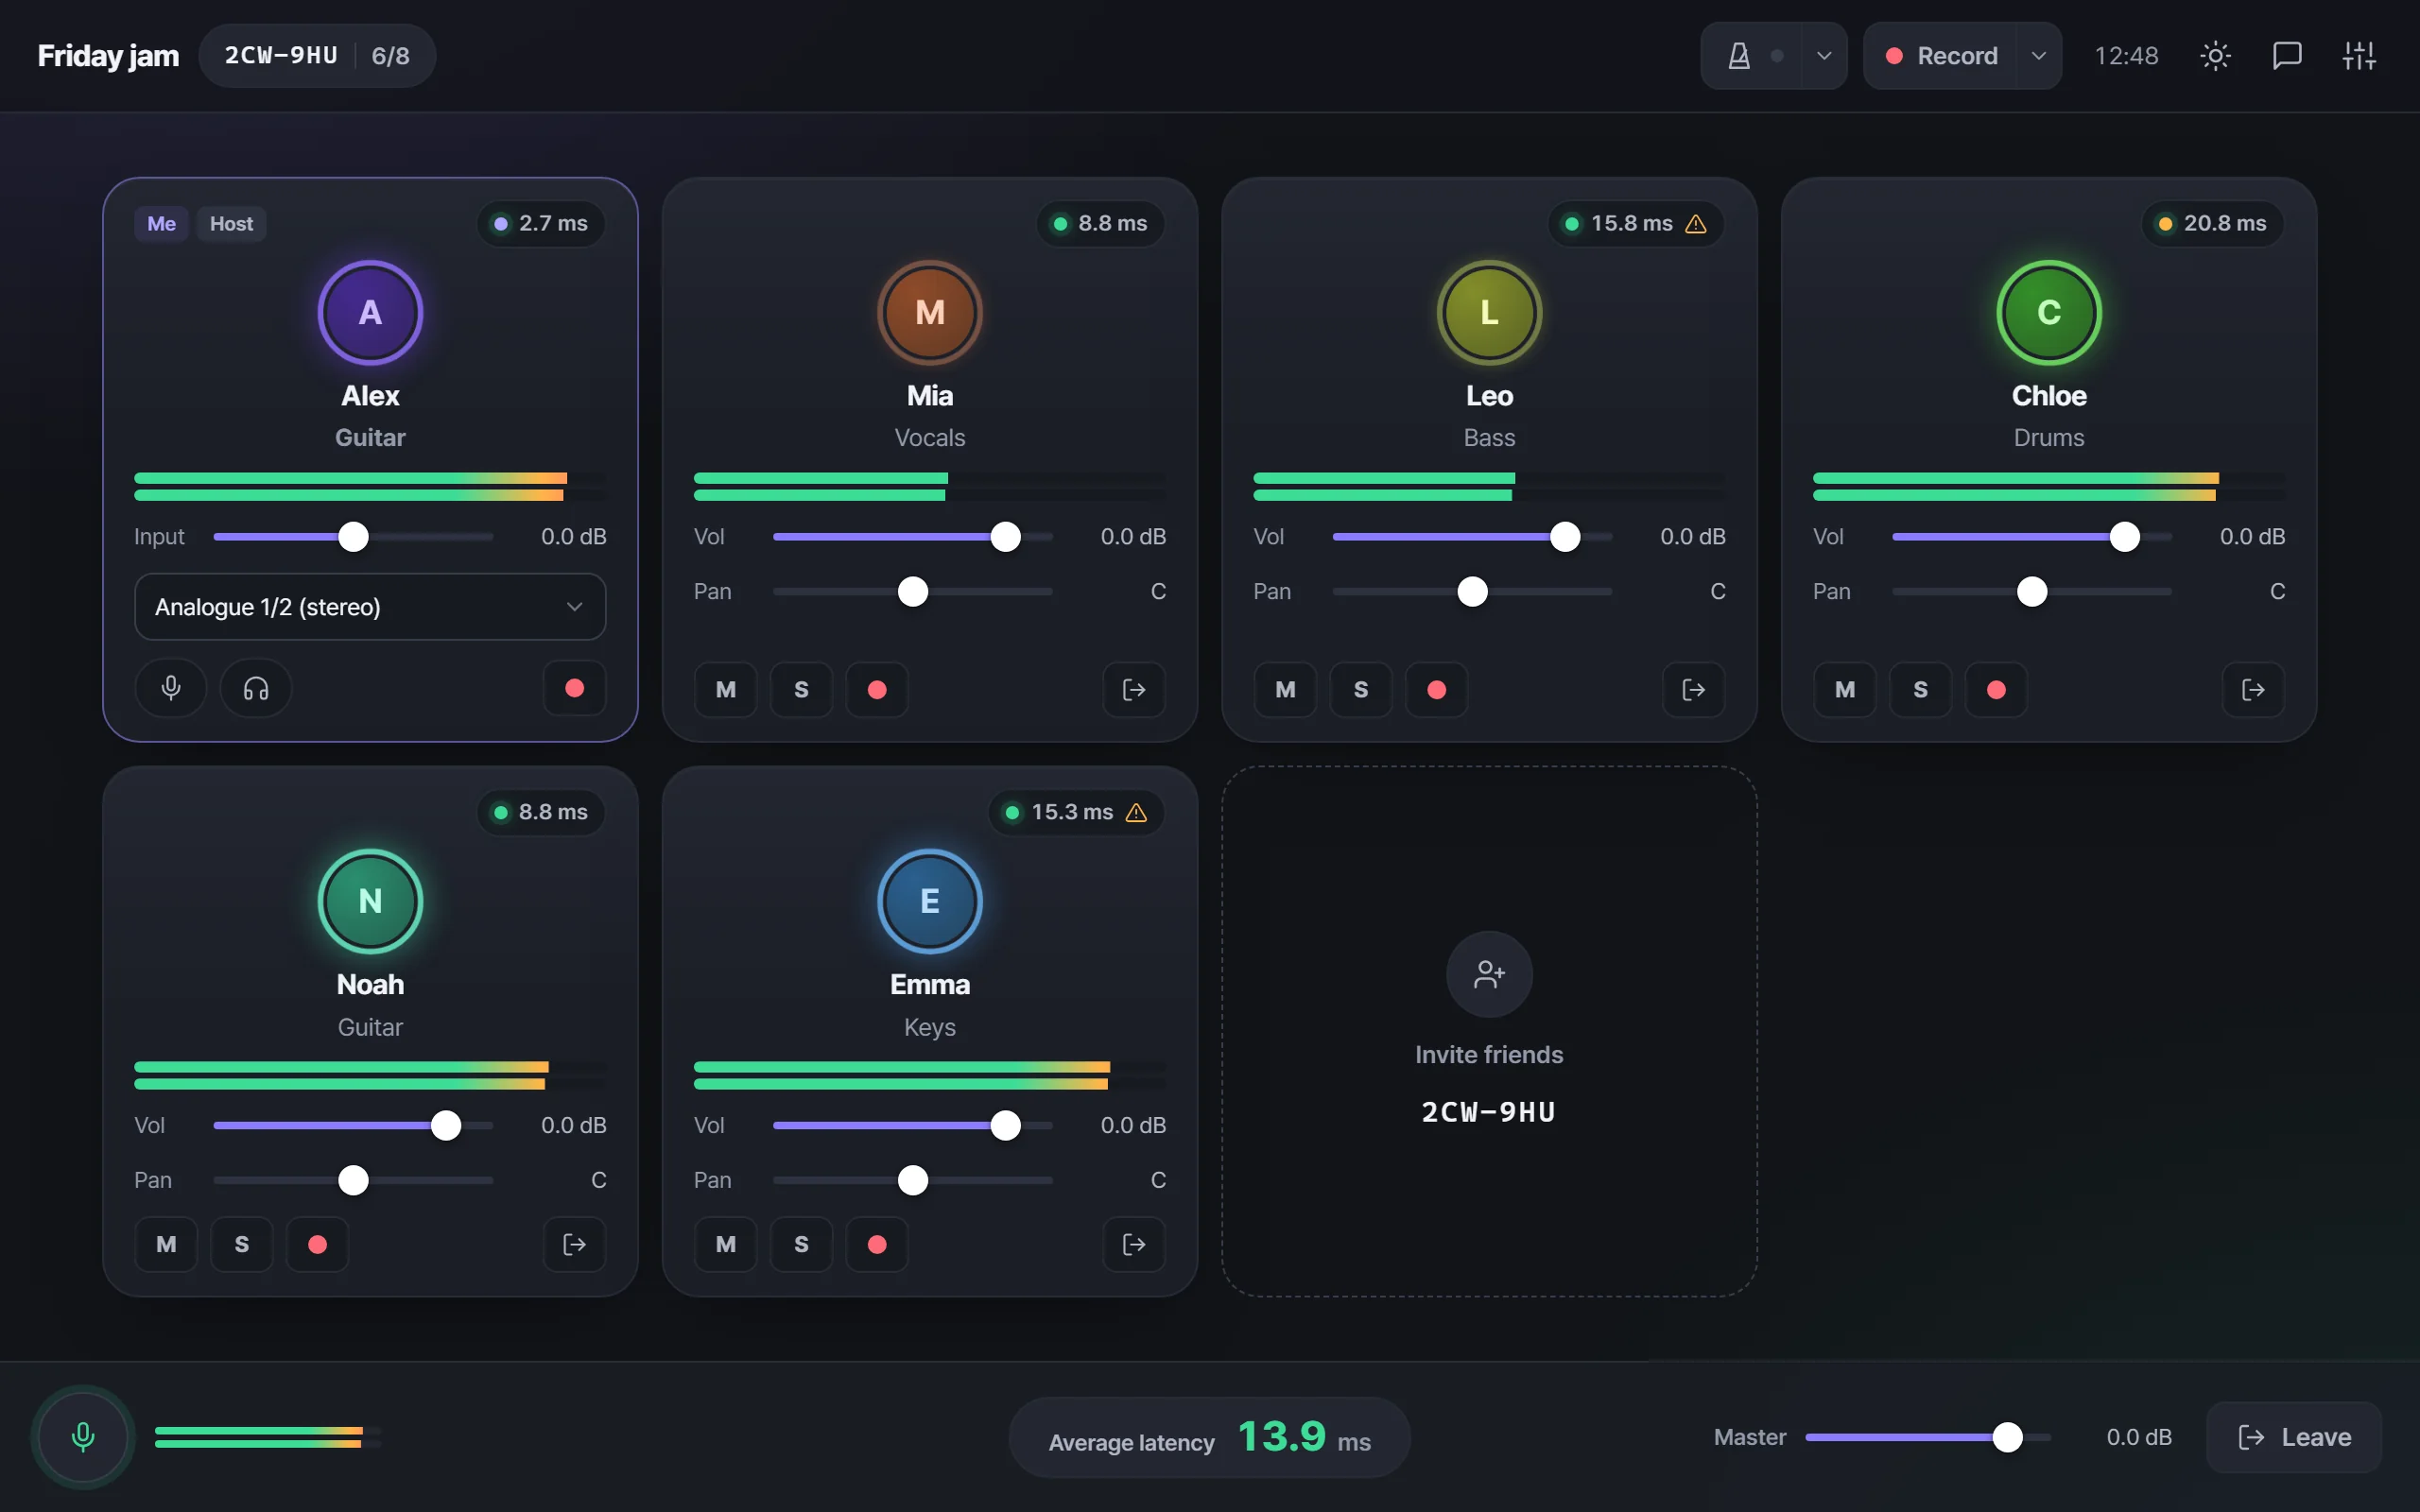 Friday jam 2CW-9HU 6/8 Record 12:48
Me Host 2.7 ms
A
Alex
Guitar
Input 0.0 dB
Analogue 1/2 (stereo)
8.8 ms
M
Mia
Vocals
Vol 0.0 dB
Pan C
M S
15.8 ms
L
Leo
Bass
Vol 0.0 dB
Pan C
M S
20.8 ms
C
Chloe
Drums
Vol 0.0 dB
Pan C
M S
8.8 ms
N
Noah
Guitar
Vol 0.0 dB
Pan C
M S
15.3 ms
E
Emma
Keys
Vol 0.0 dB
Pan C
M S
Invite friends
2CW-9HU
Average latency 13.9 ms
Master 0.0 dB Leave